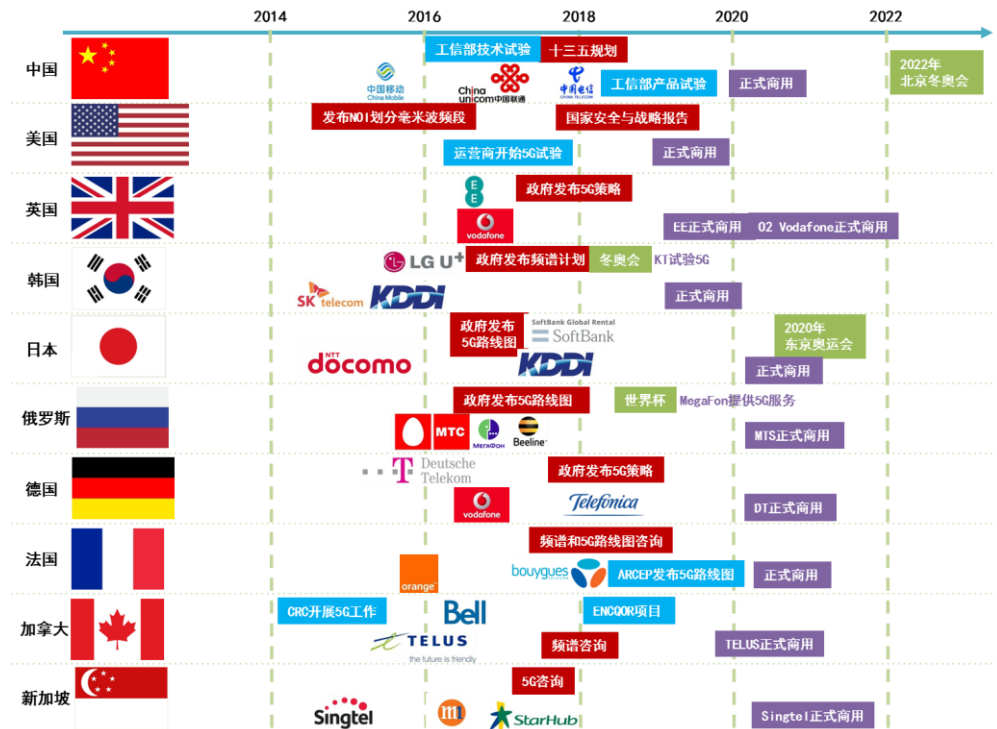 2014 2016 2018 2020 2022
中国
工信部技术试验 十三五规划
中国移动
China Mobile
China
unicom中国联通
中国电信
CHINA TELECOM
工信部产品试验
正式商用
2022年
北京冬奥会
美国
发布NOI划分毫米波频段
国家安全与战略报告
运营商开始5G试验
正式商用
英国
EE
政府发布5G策略
vodafone
EE正式商用
O2 Vodafone正式商用
韩国
LG U+
政府发布频谱计划
冬奥会
KT试验5G
SK telecom
KDDI
正式商用
日本
政府发布
5G路线图
SoftBank Global Rental
SoftBank
2020年
东京奥运会
NTT
docomo
KDDI
正式商用
俄罗斯
政府发布5G路线图
世界杯
MegaFon提供5G服务
МТС
МЕГАФОН
Beeline™
MTS正式商用
德国
T
Deutsche
Telekom
政府发布5G策略
vodafone
Telefónica
DT正式商用
法国
频谱和5G路线图咨询
orange™
bouygues
TELECOM
ARCEP发布5G路线图
正式商用
加拿大
CRC开展5G工作
Bell
ENCQOR项目
TELUS
the future is friendly
频谱咨询
TELUS正式商用
新加坡
5G咨询
Singtel
m1
StarHub
Singtel正式商用